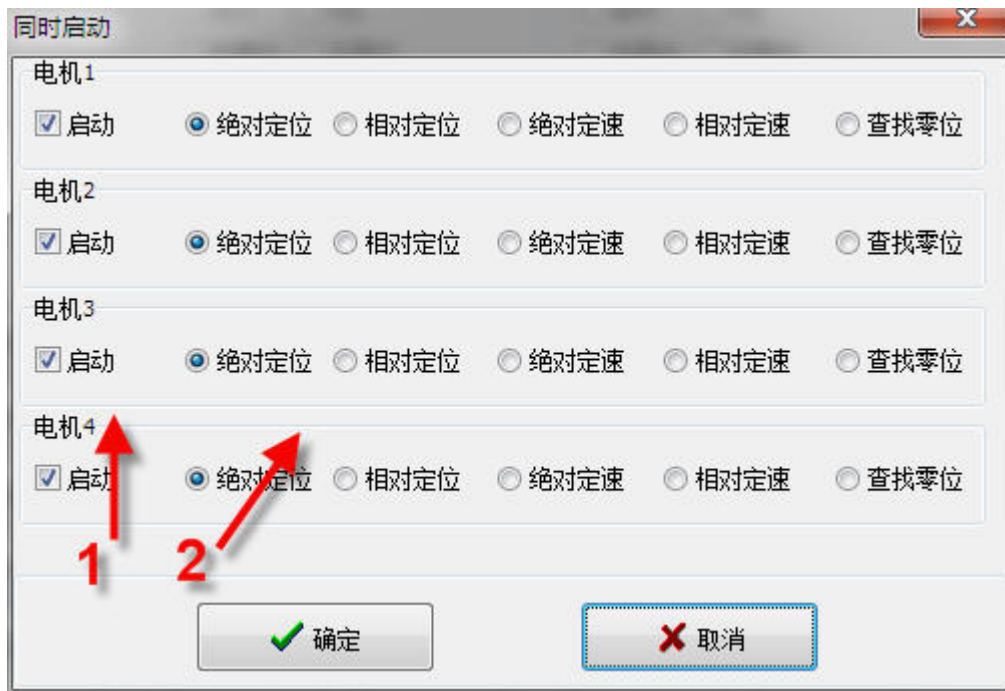 同时启动
电机1
启动 绝对定位 相对定位 绝对定速 相对定速 查找零位
电机2
启动 绝对定位 相对定位 绝对定速 相对定速 查找零位
电机3
启动 绝对定位 相对定位 绝对定速 相对定速 查找零位
电机4
启动 绝对定位 相对定位 绝对定速 相对定速 查找零位
1 2
确定 取消